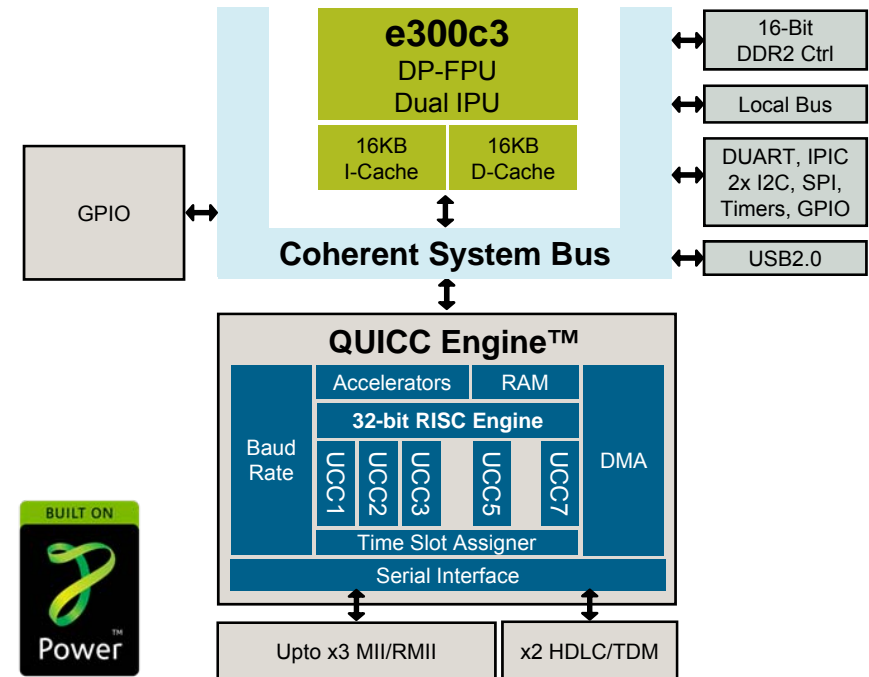 e300c3
DP-FPU
Dual IPU
16KB
I-Cache
16KB
D-Cache
16-Bit
DDR2 Ctrl
Local Bus
DUART, IPIC
2x I2C, SPI,
Timers, GPIO
USB2.0
GPIO
Coherent System Bus
QUICC Engine™
Accelerators
RAM
32-bit RISC Engine
Baud
Rate
UCC1
UCC2
UCC3
UCC5
UCC7
DMA
Time Slot Assigner
Serial Interface
Upto x3 MII/RMII
x2 HDLC/TDM
BUILT ON
Power™